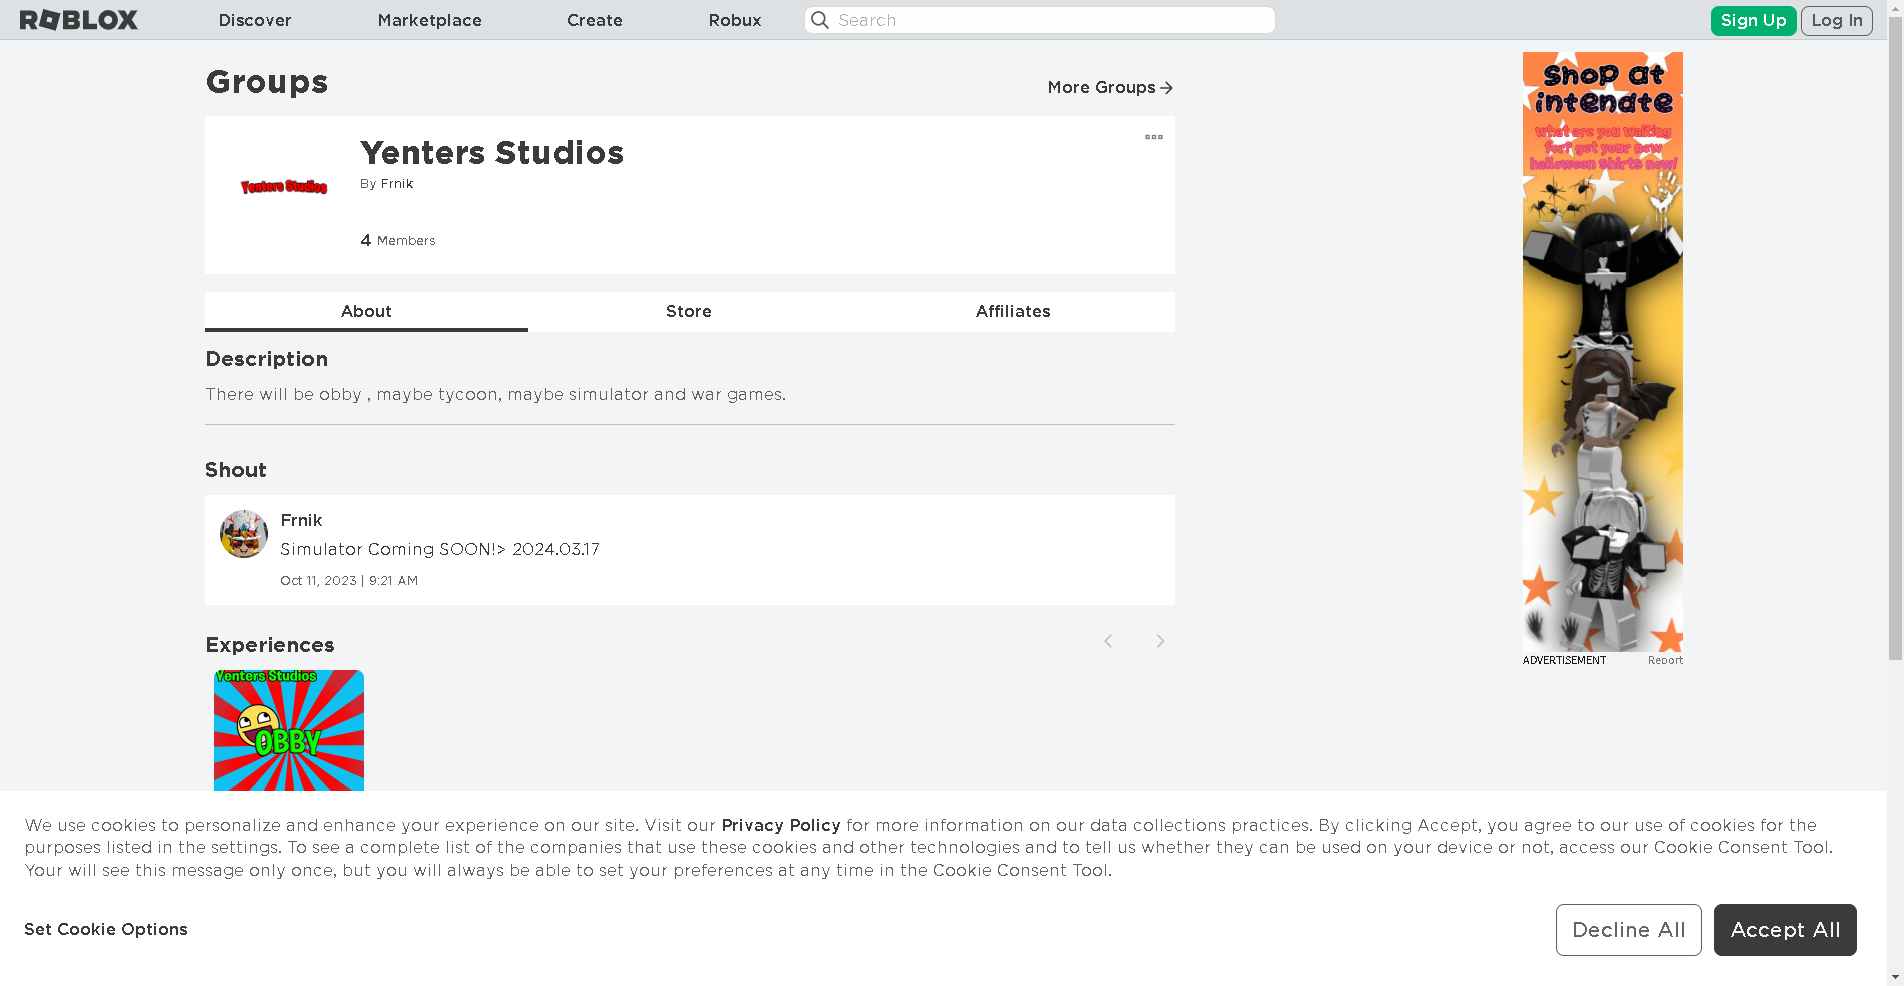 ROBLOX
Discover
Marketplace
Create
Robux
Search
Sign Up
Log In
Groups
More Groups
Yenters Studios
Yenters Studios
By Frnik
4 Members
About
Store
Affiliates
Description
There will be obby , maybe tycoon, maybe simulator and war games.
Shout
Frnik
Simulator Coming SOON!> 2024.03.17
Oct 11, 2023 | 9:21 AM
Experiences
Yenters Studios
OBBY
Shop at
intenate
what are you waiting
for? get your new
halloween shirts now!
ADVERTISEMENT
Report
We use cookies to personalize and enhance your experience on our site. Visit our Privacy Policy for more information on our data collections practices. By clicking Accept, you agree to our use of cookies for the
purposes listed in the settings. To see a complete list of the companies that use these cookies and other technologies and to tell us whether they can be used on your device or not, access our Cookie Consent Tool.
Your will see this message only once, but you will always be able to set your preferences at any time in the Cookie Consent Tool.
Set Cookie Options
Decline All
Accept All